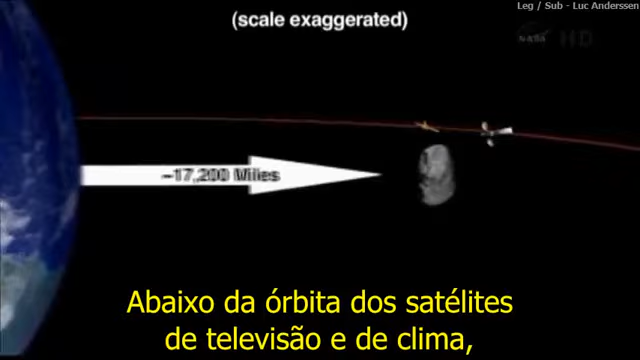 Leg / Sub - Luc Anderssen
(scale exaggerated)
NASA HD
~17,200 Miles
Abaixo da órbita dos satélites
de televisão e de clima,